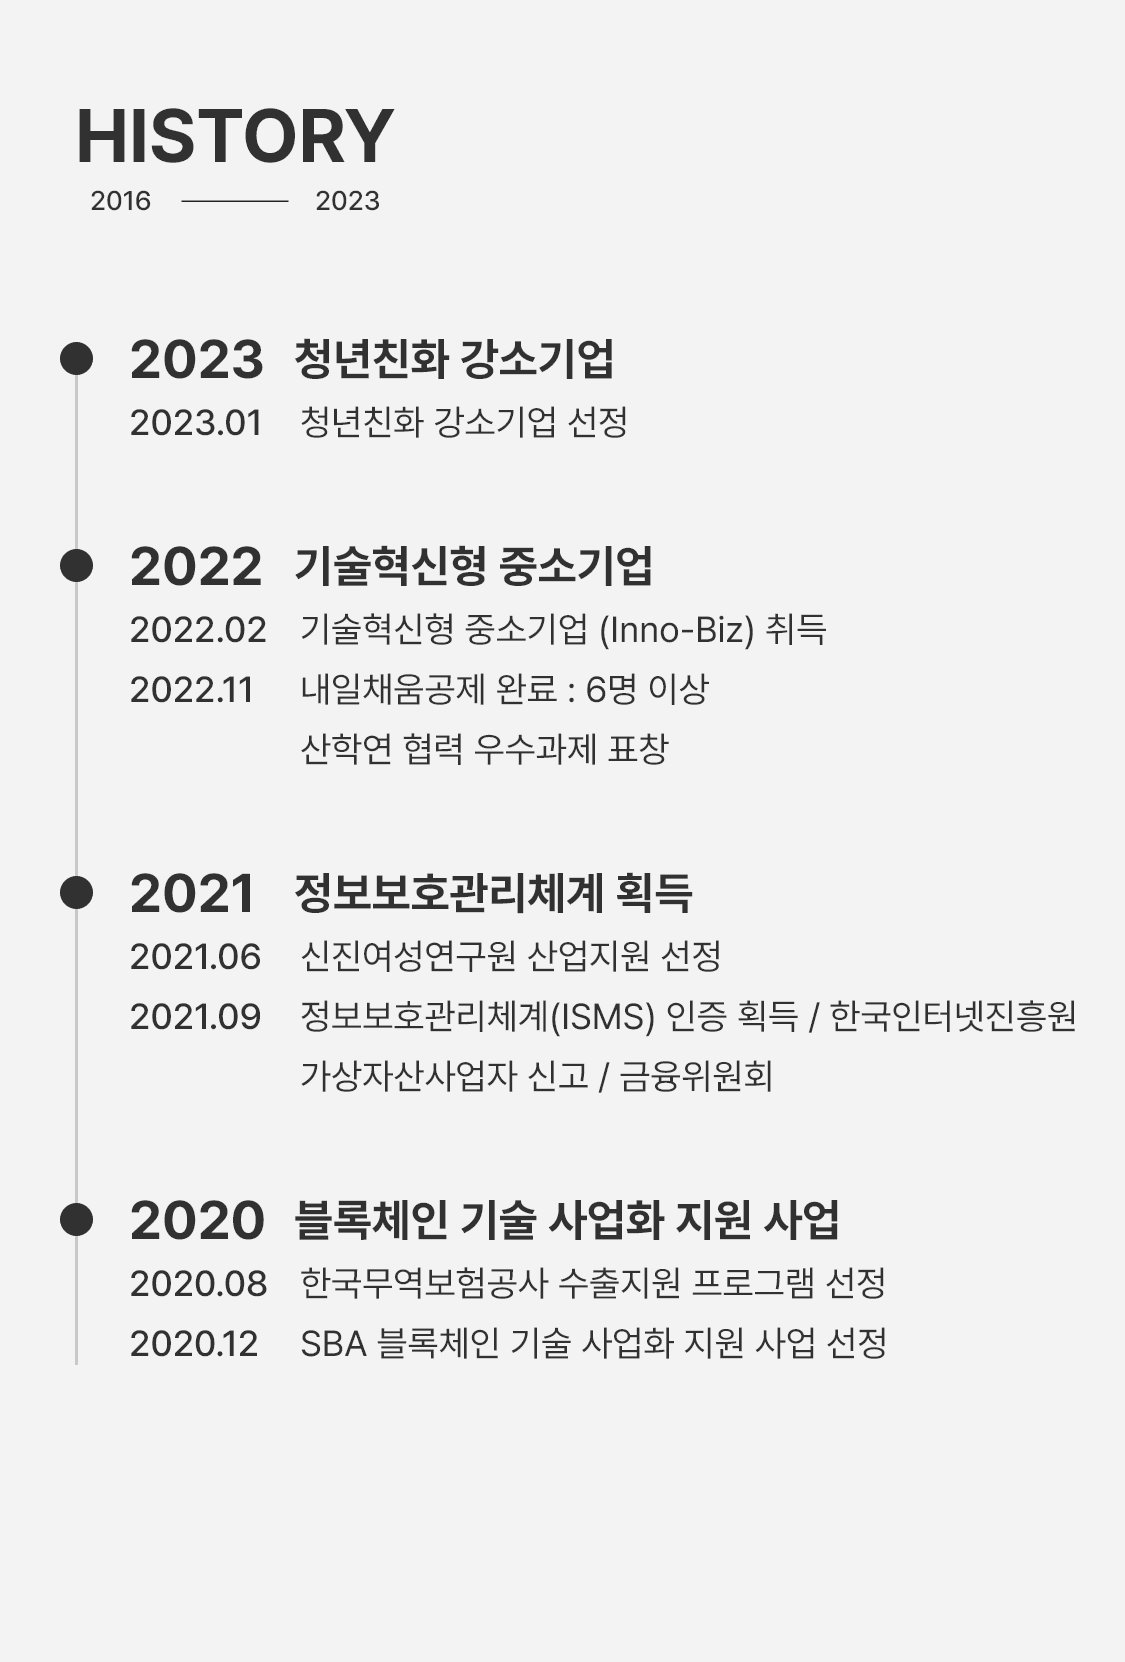 HISTORY
2016 2023
2023 청년친화 강소기업
2023.01 청년친화 강소기업 선정
2022 기술혁신형 중소기업
2022.02 기술혁신형 중소기업 (Inno-Biz) 취득
2022.11 내일채움공제 완료 : 6명 이상
산학연 협력 우수과제 표창
2021 정보보호관리체계 획득
2021.06 신진여성연구원 산업지원 선정
2021.09 정보보호관리체계(ISMS) 인증 획득 / 한국인터넷진흥원
가상자산사업자 신고 / 금융위원회
2020 블록체인 기술 사업화 지원 사업
2020.08 한국무역보험공사 수출지원 프로그램 선정
2020.12 SBA 블록체인 기술 사업화 지원 사업 선정